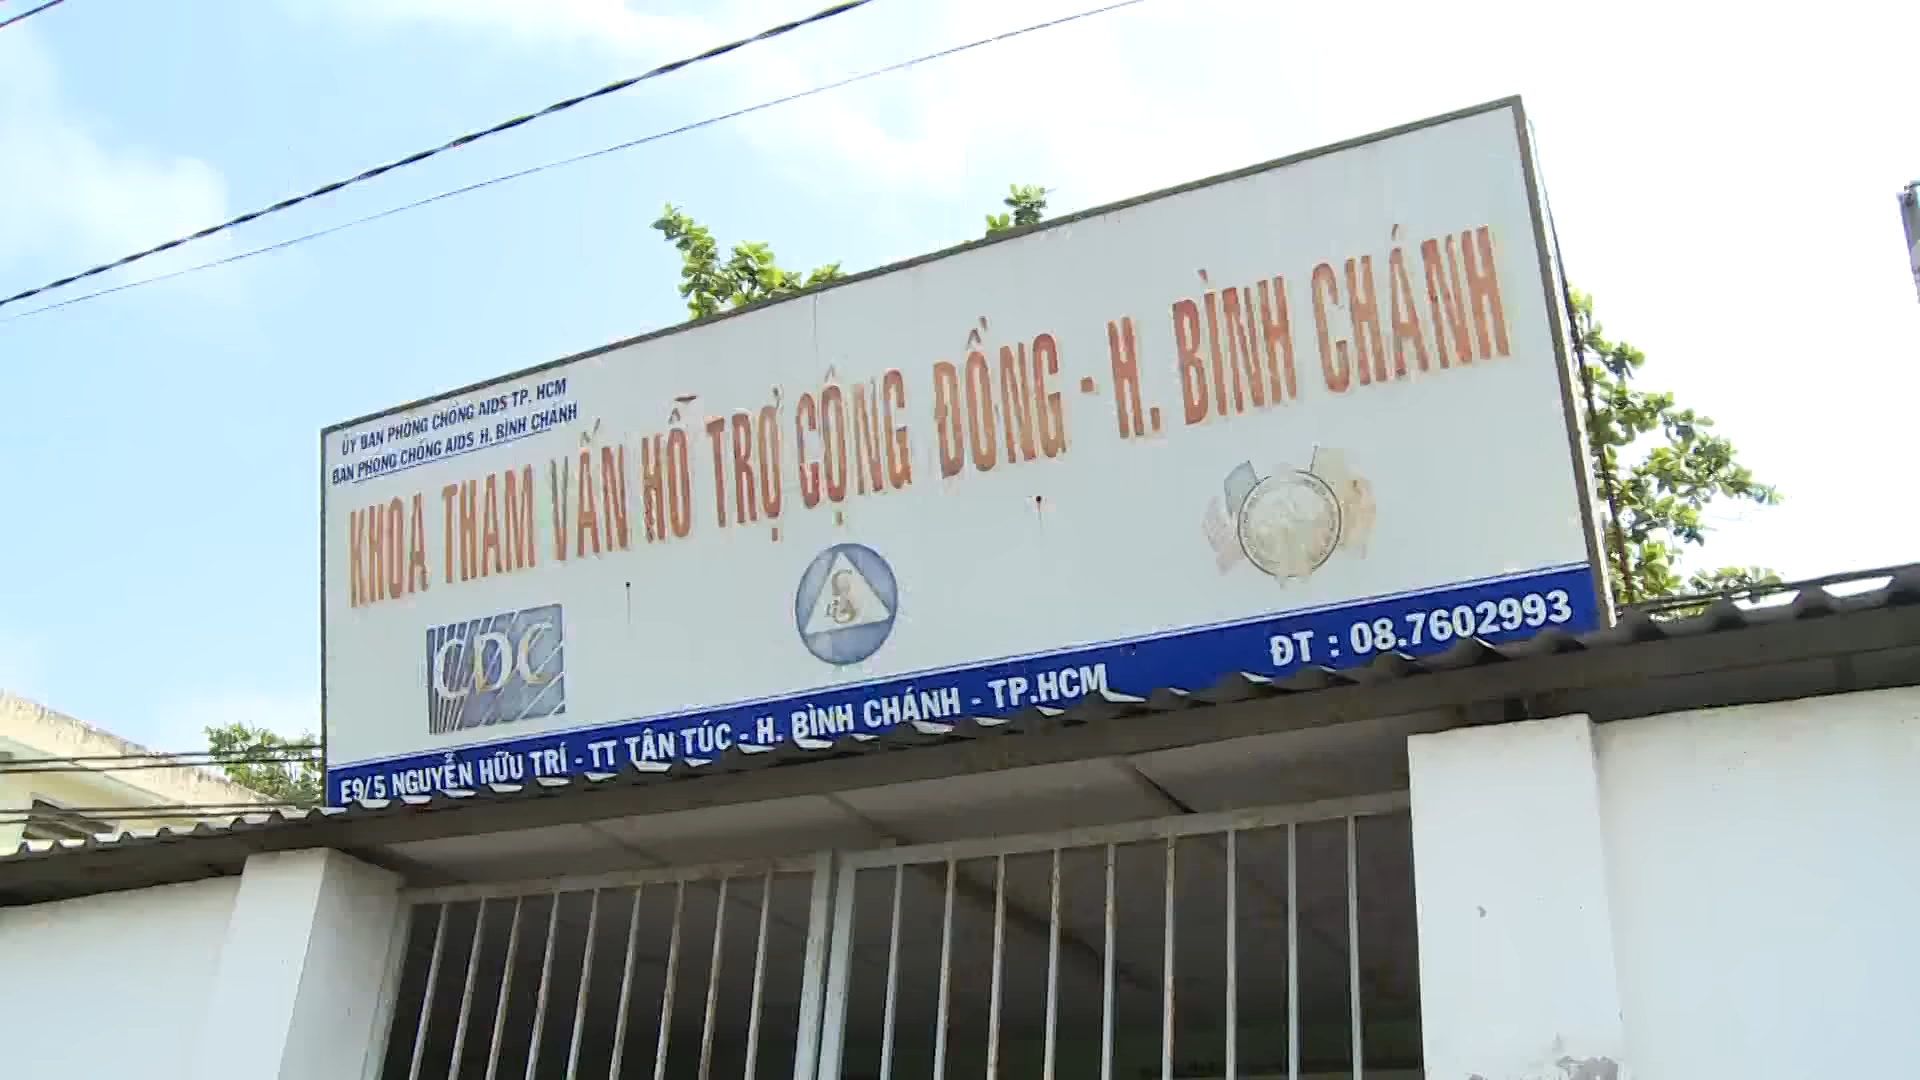 ỦY BAN PHÒNG CHỐNG AIDS TP. HCM
BAN PHÒNG CHỐNG AIDS H. BÌNH CHÁNH
KHOA THAM VẤN HỖ TRỢ CỘNG ĐỒNG - H. BÌNH CHÁNH
CDC
E9/5 NGUYỄN HỮU TRÍ - TT TÂN TÚC - H. BÌNH CHÁNH - TP.HCM
ĐT : 08.7602993